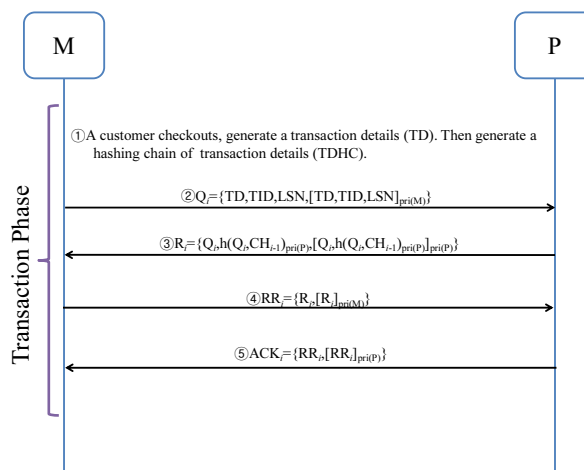 M
P
①A customer checkouts, generate a transaction details (TD). Then generate a
hashing chain of transaction details (TDHC).
②Qi={TD,TID,LSN,[TD,TID,LSN]pri(M)}
③Ri={Qi,h(Qi,CHi-1)pri(P),[Qi,h(Qi,CHi-1)pri(P)]pri(P)}
④RRi={Ri,[Ri]pri(M)}
⑤ACKi={RRi,[RRi]pri(P)}
Transaction Phase